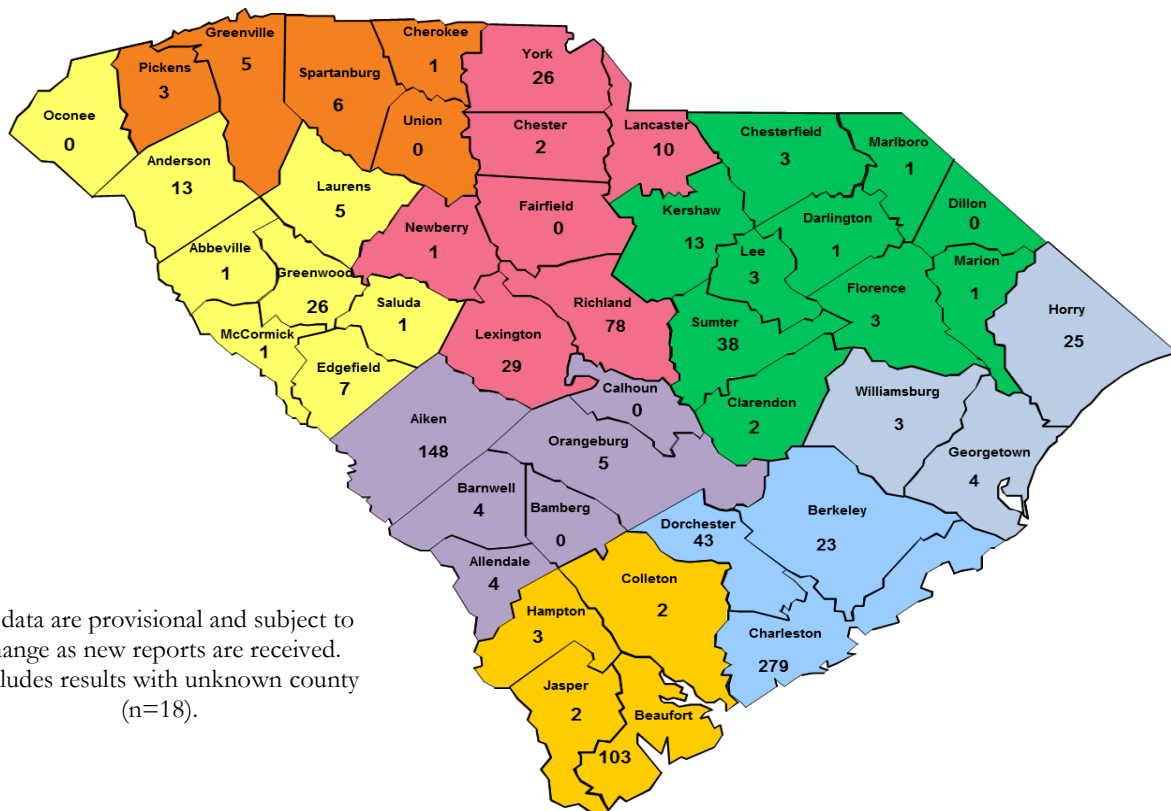 Greenville
5
Cherokee
1
York
26
Pickens
3
Spartanburg
6
Oconee
0
Union
0
Chester
2
Lancaster
10
Chesterfield
3
Marlboro
1
Anderson
13
Laurens
5
Fairfield
0
Kershaw
13
Darlington
1
Dillon
0
Newberry
1
Abbeville
1
Lee
3
Marion
1
Greenwood
26
Saluda
1
Richland
78
Florence
3
Horry
25
McCormick
1
Lexington
29
Sumter
38
Edgefield
7
Calhoun
0
Clarendon
2
Williamsburg
3
Aiken
148
Orangeburg
5
Georgetown
4
Barnwell
4
Bamberg
0
Dorchester
43
Berkeley
23
Allendale
4
Colleton
2
Hampton
3
Charleston
279
Jasper
2
Beaufort
103
data are provisional and subject to
ange as new reports are received.
ludes results with unknown county
(n=18).